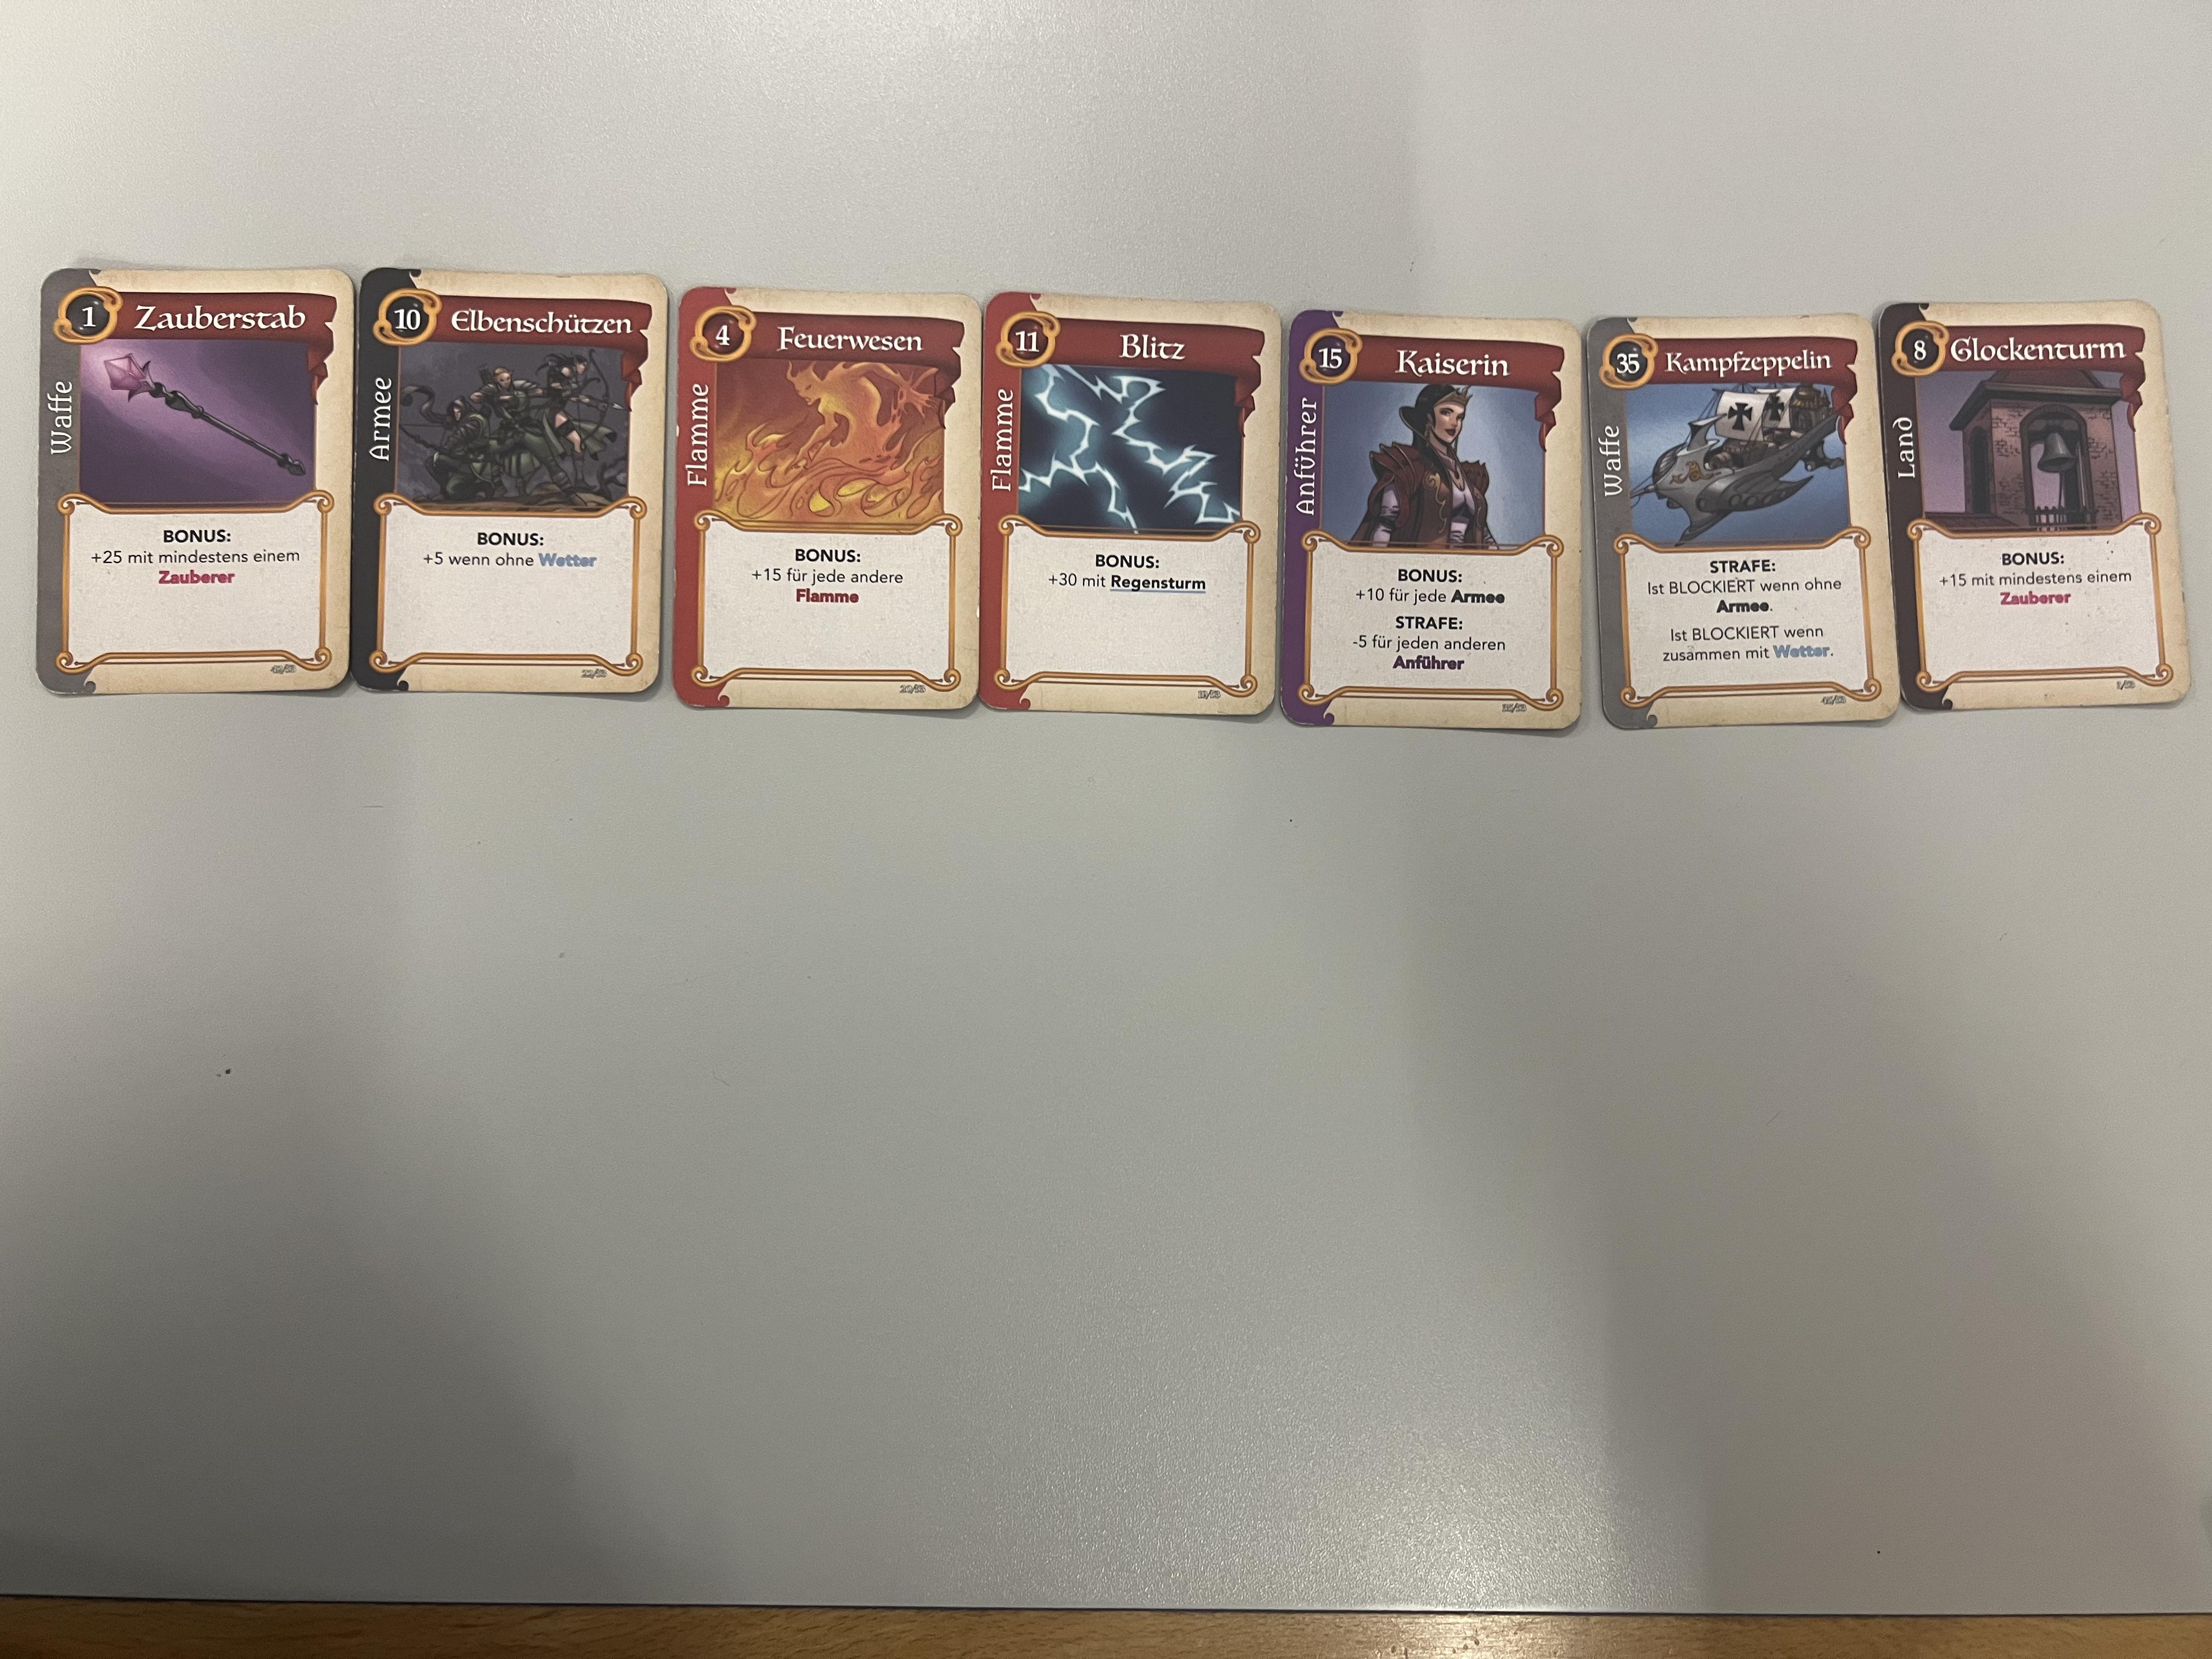 1 Zauberstab
Waffe
BONUS:
+25 mit mindestens einem
Zauberer
10 Elbenschützen
Armee
BONUS:
+5 wenn ohne Wetter
4 Feuerwesen
Flamme
BONUS:
+15 für jede andere
Flamme
11 Blitz
Flamme
BONUS:
+30 mit Regensturm
15 Kaiserin
Anführer
BONUS:
+10 für jede Armee
STRAFE:
-5 für jeden anderen
Anführer
35 Kampfzeppelin
Waffe
STRAFE:
Ist BLOCKIERT wenn ohne
Armee.
Ist BLOCKIERT wenn
zusammen mit Wetter.
8 Glockenturm
Land
BONUS:
+15 mit mindestens einem
Zauberer